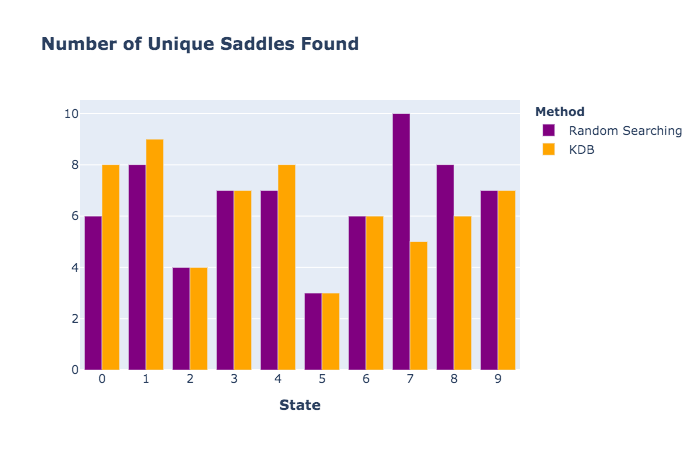 Number of Unique Saddles Found
10
8
6
4
2
0
0 1 2 3 4 5 6 7 8 9
State
Method
Random Searching
KDB